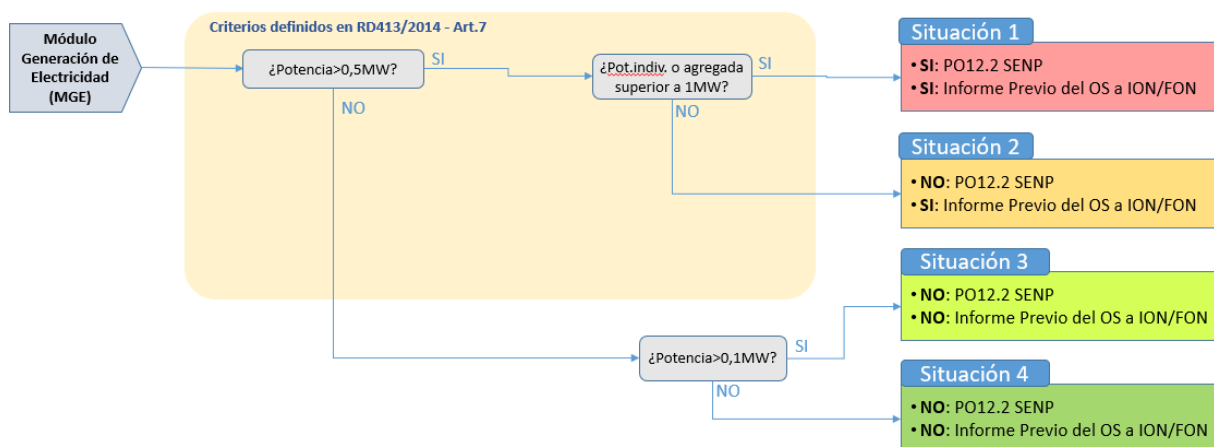 Módulo
Generación de
Electricidad
(MGE)
Criterios definidos en RD413/2014 - Art.7
¿Potencia>0,5MW?
SI
NO
¿Pot.indiv. o agregada
superior a 1MW?
SI
NO
Situación 1
• SI: PO12.2 SENP
• SI: Informe Previo del OS a ION/FON
Situación 2
• NO: PO12.2 SENP
• SI: Informe Previo del OS a ION/FON
Situación 3
• NO: PO12.2 SENP
• NO: Informe Previo del OS a ION/FON
¿Potencia>0,1MW?
SI
NO
Situación 4
• NO: PO12.2 SENP
• NO: Informe Previo del OS a ION/FON